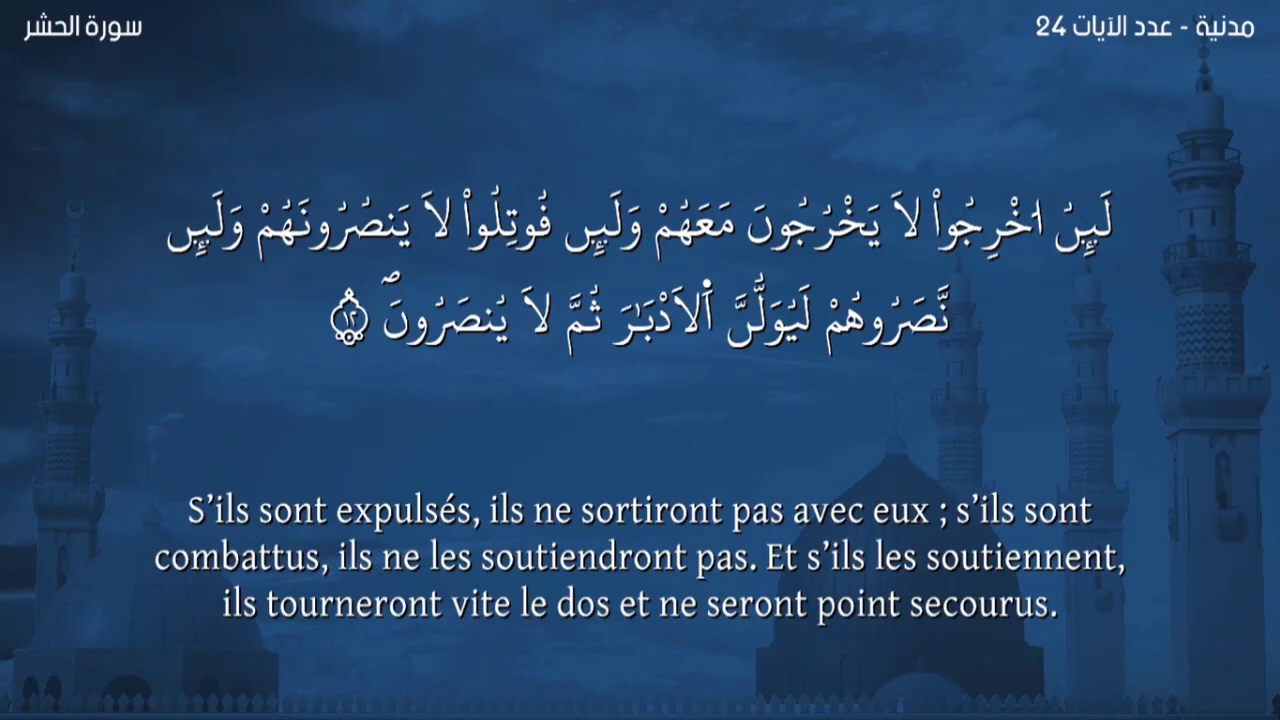 سورة الحشر
مدنية - عدد الآيات 24
لَئِنُ ا۟خْرِجُواْ لَا يَخْرُجُونَ مَعَهُمْ وَلَئِن قُوتِلُواْ لَا يَنصُرُونَهُمْ وَلَئِن
نَّصَرُوهُمْ لَيُوَلُّنَّ اَ۬لَادْبَٰرَ ثُمَّ لَا يُنصَرُونَۖ ۝١٢
S’ils sont expulsés, ils ne sortiront pas avec eux ; s’ils sont
combattus, ils ne les soutiendront pas. Et s’ils les soutiennent,
ils tourneront vite le dos et ne seront point secourus.